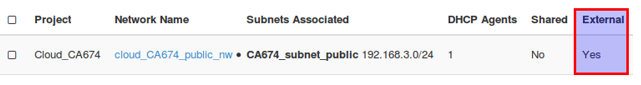 Project Network Name Subnets Associated DHCP Agents Shared External
Cloud_CA674 cloud_CA674_public_nw • CA674_subnet_public 192.168.3.0/24 1 No Yes